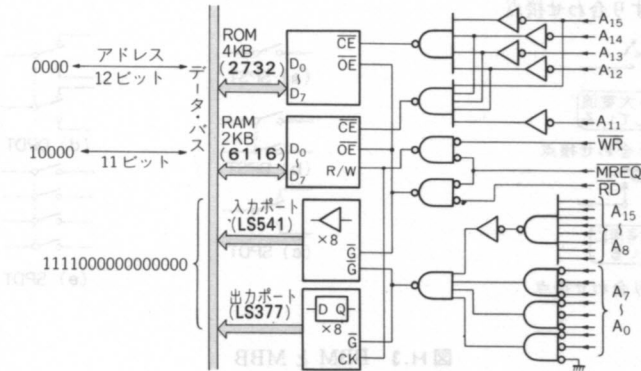 ROM
4KB
(2732)
RAM
2KB
(6116)
入力ポート
(LS541)
出力ポート
(LS377)
0000
アドレス
12ビット
10000
11ビット
1111000000000000
データ・バス
D0
〜
D7
CE
OE
D0
〜
D7
CE
OE
R/W
×8
G
G
D Q
×8
G
CK
A15
A14
A13
A12
A11
WR
MREQ
RD
A15
〜
A8
A7
〜
A0